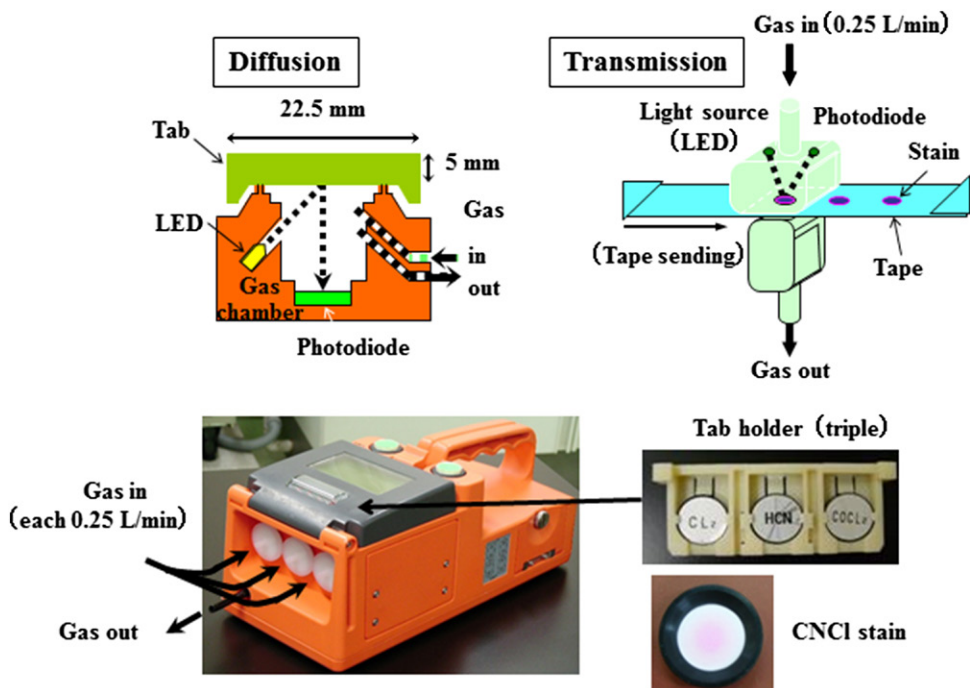 Diffusion
22.5 mm
Tab
5 mm
LED
Gas
in
out
Gas
chamber
Photodiode
Transmission
Gas in (0.25 L/min)
Light source
(LED)
Photodiode
Stain
(Tape sending)
Tape
Gas out
Gas in
(each 0.25 L/min)
Gas out
Tab holder (triple)
CL2
HCN
COCL2
CNCl stain